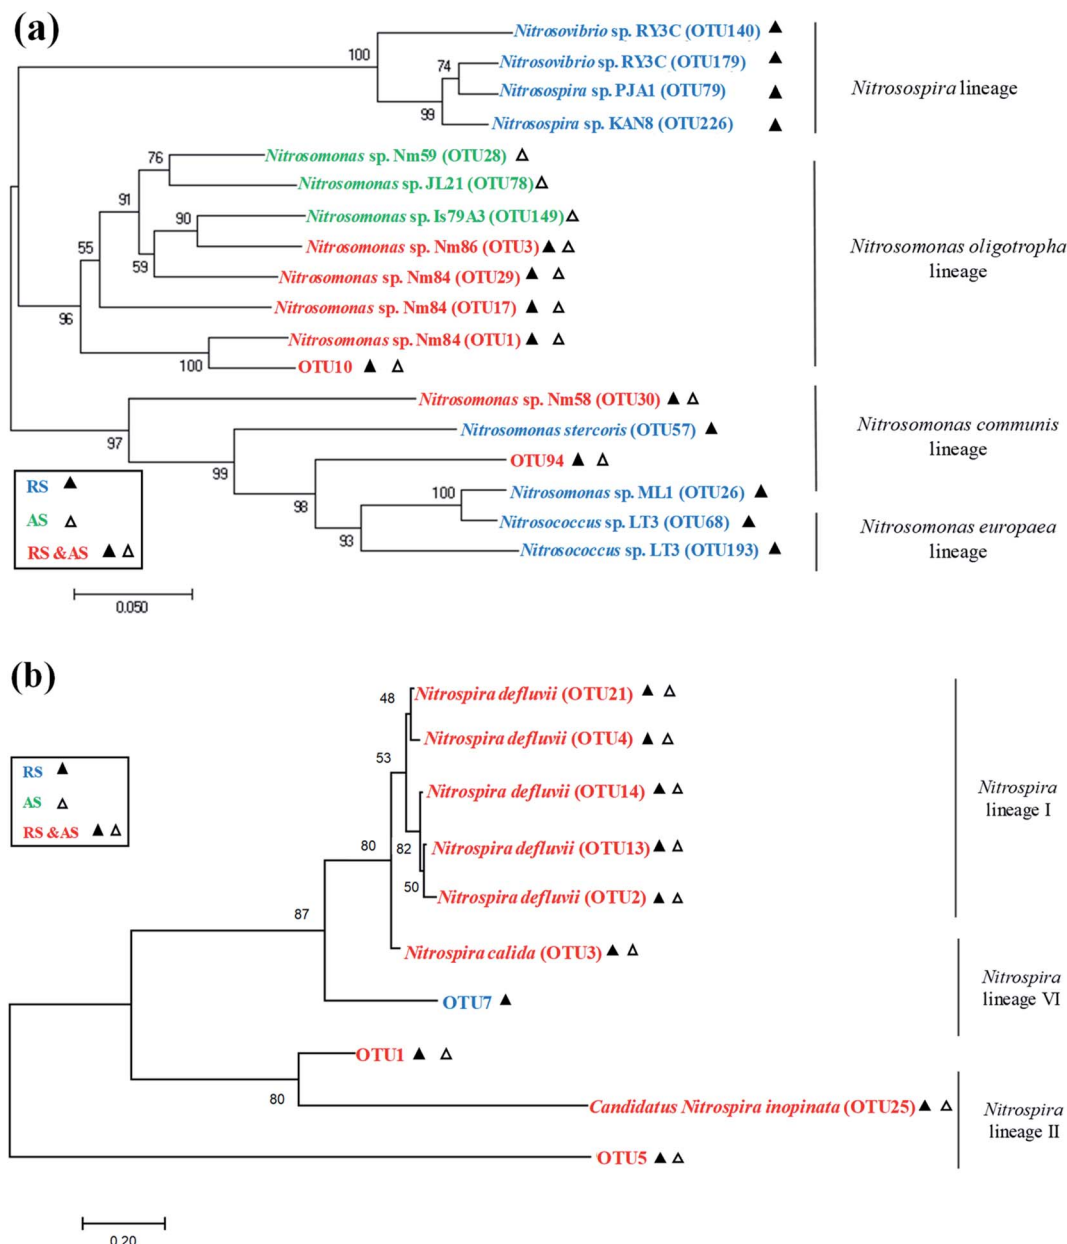 (a)
Nitrosovibrio sp. RY3C (OTU140)
100
Nitrosovibrio sp. RY3C (OTU179)
74
Nitrosospira sp. PJA1 (OTU79)
Nitrosospira lineage
99
Nitrosospira sp. KAN8 (OTU226)
76
Nitrosomonas sp. Nm59 (OTU28)
Nitrosomonas sp. JL21 (OTU78)
91
90
Nitrosomonas sp. Is79A3 (OTU149)
55
Nitrosomonas sp. Nm86 (OTU3)
Nitrosomonas oligotropha
lineage
59
Nitrosomonas sp. Nm84 (OTU29)
Nitrosomonas sp. Nm84 (OTU17)
96
Nitrosomonas sp. Nm84 (OTU1)
100
OTU10
Nitrosomonas sp. Nm58 (OTU30)
Nitrosomonas communis
lineage
97
Nitrosomonas stercoris (OTU57)
99
OTU94
RS
AS
RS &AS
100
Nitrosomonas sp. ML1 (OTU26)
98
Nitrosococcus sp. LT3 (OTU68)
Nitrosomonas europaea
lineage
93
Nitrosococcus sp. LT3 (OTU193)
0.050
(b)
48
Nitrospira defluvii (OTU21)
Nitrospira defluvii (OTU4)
53
RS
AS
RS &AS
Nitrospira defluvii (OTU14)
Nitrospira
lineage I
80
82
Nitrospira defluvii (OTU13)
50
Nitrospira defluvii (OTU2)
87
Nitrospira calida (OTU3)
Nitrospira
lineage VI
OTU7
OTU1
80
Candidatus Nitrospira inopinata (OTU25)
Nitrospira
lineage II
OTU5
0.20